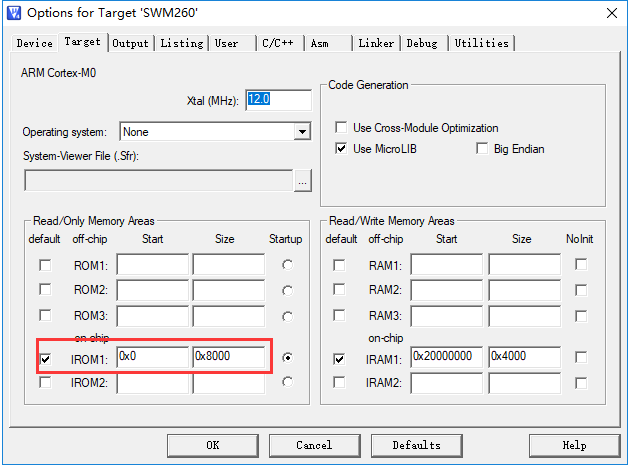 Options for Target 'SWM260'
Device Target Output Listing User C/C++ Asm Linker Debug Utilities
ARM Cortex-M0
Xtal (MHz): 12.0
Operating system: None
System-Viewer File (.Sfr):
...
Code Generation
Use Cross-Module Optimization
Use MicroLIB Big Endian
Read/Only Memory Areas
default off-chip Start Size Startup
ROM1:
ROM2:
ROM3:
on-chip
IROM1: 0x0 0x8000
IROM2:
Read/Write Memory Areas
default off-chip Start Size NoInit
RAM1:
RAM2:
RAM3:
on-chip
IRAM1: 0x20000000 0x4000
IRAM2:
OK Cancel Defaults Help